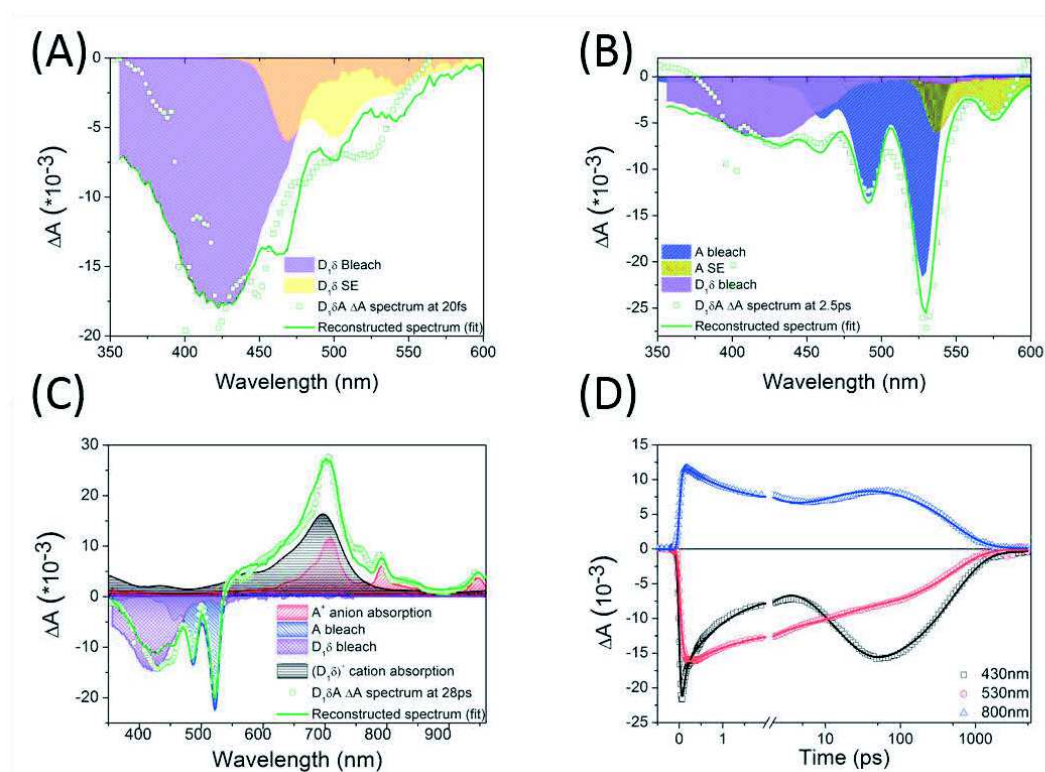 (A)
0
-5
-10
-15
-20
ΔA (*10⁻³)
D₁δ Bleach
D₁δ SE
D₁δA ΔA spectrum at 20fs
Reconstructed spectrum (fit)
350 400 450 500 550 600
Wavelength (nm)
(B)
0
-5
-10
-15
-20
-25
ΔA (*10⁻³)
A bleach
A SE
D₁δ bleach
D₁δA ΔA spectrum at 2.5ps
Reconstructed spectrum (fit)
350 400 450 500 550 600
Wavelength (nm)
(C)
30
20
10
0
-10
-20
ΔA (*10⁻³)
anion absorption
A bleach
D₁δ bleach
cation absorption
D₁δA ΔA spectrum at 28ps
Reconstructed spectrum (fit)
400 500 600 700 800 900
Wavelength (nm)
(D)
15
10
5
0
-5
-10
-15
-20
-25
ΔA (10⁻³)
430nm
530nm
800nm
0 1 10 100 1000
Time (ps)